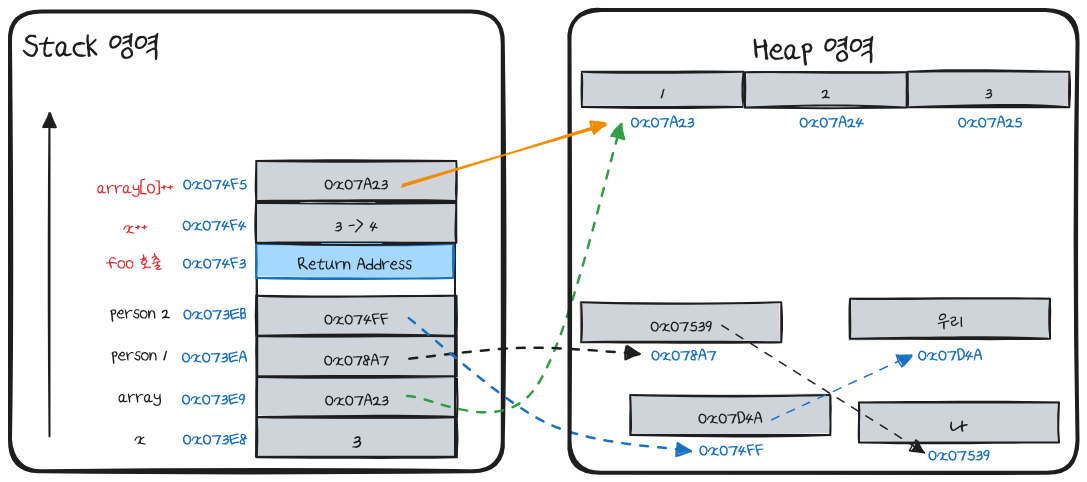 Stack 영역
array[0]++ 0x074F5 0x07A23
x++ 0x074F4 3 -> 4
foo 호출 0x074F3 Return Address
person 2 0x073EB 0x074FF
person 1 0x073EA 0x078A7
array 0x073E9 0x07A23
x 0x073E8 3
Heap 영역
1 2 3
0x07A23 0x07A24 0x07A25
0x07539 우리
0x078A7 0x07D4A
0x07D4A 나
0x074FF 0x07539